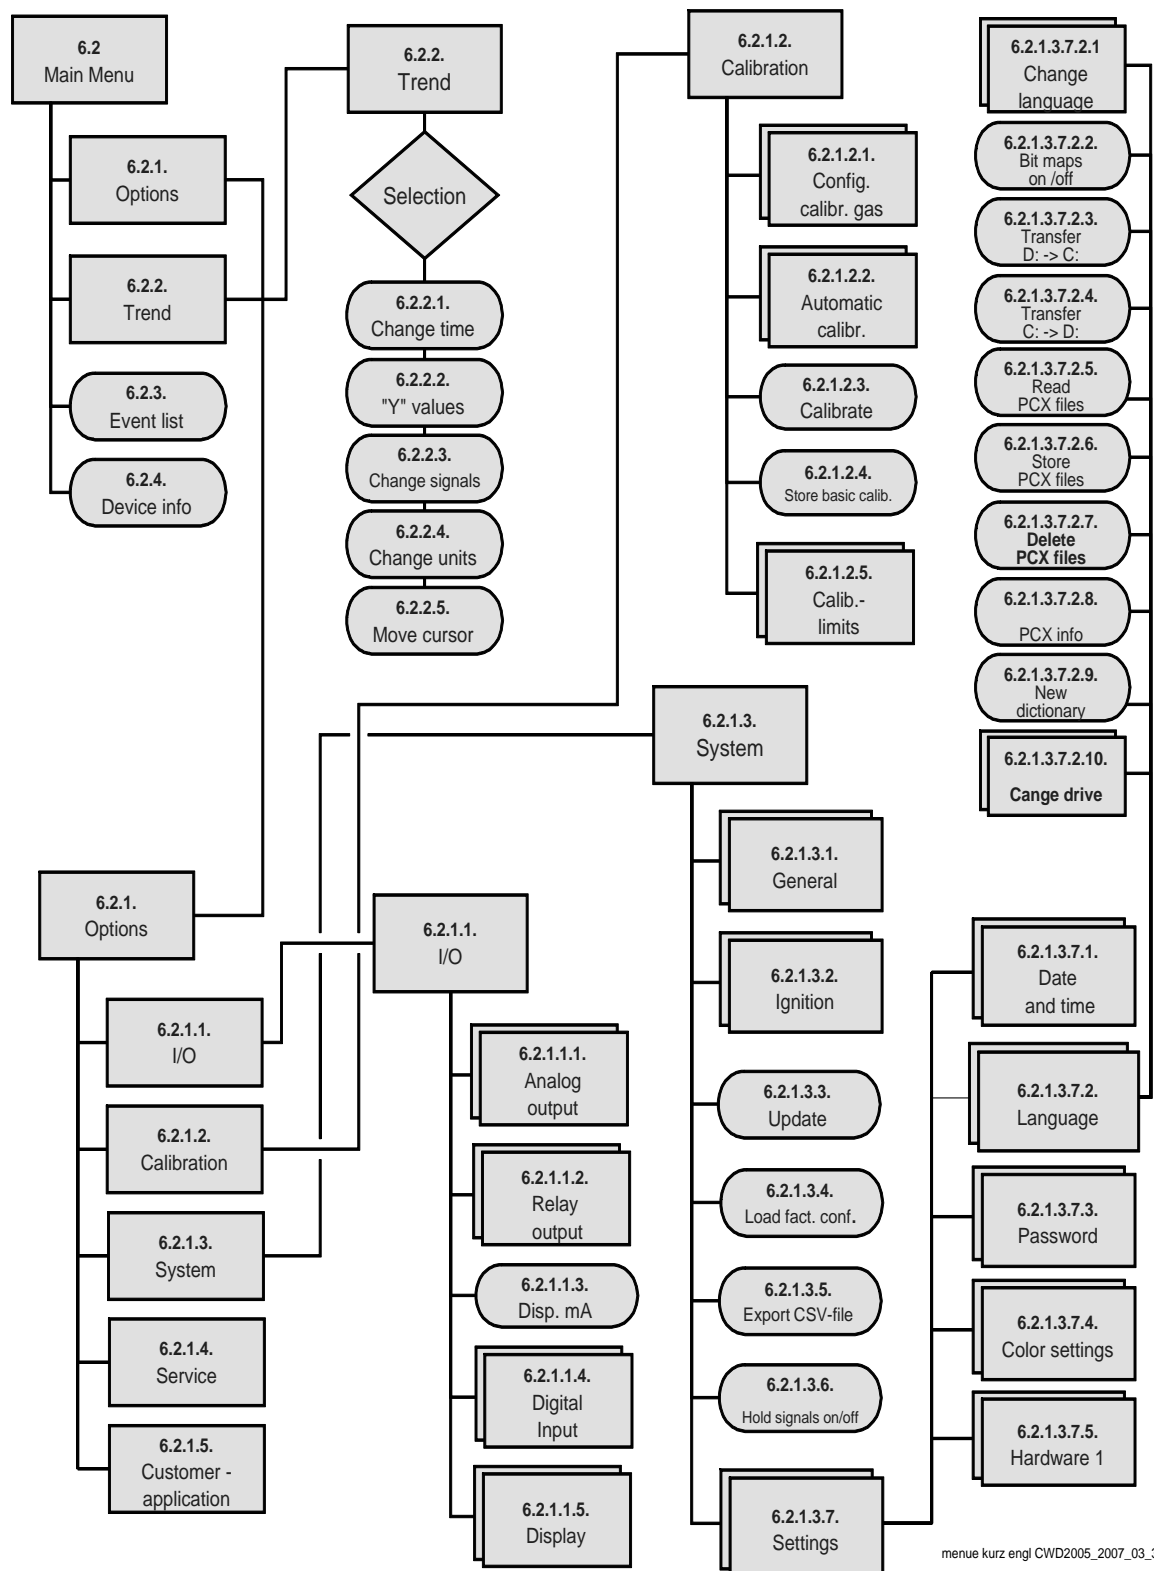 6.2
Main Menu
6.2.1.
Options
6.2.2.
Trend
6.2.3.
Event list
6.2.4.
Device info
6.2.2.
Trend
Selection
6.2.2.1.
Change time
6.2.2.2.
"Y" values
6.2.2.3.
Change signals
6.2.2.4.
Change units
6.2.2.5.
Move cursor
6.2.1.2.
Calibration
6.2.1.2.1.
Config.
calibr. gas
6.2.1.2.2.
Automatic
calibr.
6.2.1.2.3.
Calibrate
6.2.1.2.4.
Store basic calib.
6.2.1.2.5.
Calib.-
limits
6.2.1.3.7.2.1
Change
language
6.2.1.3.7.2.2.
Bit maps
on /off
6.2.1.3.7.2.3.
Transfer
D: -> C:
6.2.1.3.7.2.4.
Transfer
C: -> D:
6.2.1.3.7.2.5.
Read
PCX files
6.2.1.3.7.2.6.
Store
PCX files
6.2.1.3.7.2.7.
Delete
PCX files
6.2.1.3.7.2.8.
PCX info
6.2.1.3.7.2.9.
New
dictionary
6.2.1.3.7.2.10.
Cange drive
6.2.1.
Options
6.2.1.1.
I/O
6.2.1.2.
Calibration
6.2.1.3.
System
6.2.1.4.
Service
6.2.1.5.
Customer -
application
6.2.1.1.
I/O
6.2.1.1.1.
Analog
output
6.2.1.1.2.
Relay
output
6.2.1.1.3.
Disp. mA
6.2.1.1.4.
Digital
Input
6.2.1.1.5.
Display
6.2.1.3.
System
6.2.1.3.1.
General
6.2.1.3.2.
Ignition
6.2.1.3.3.
Update
6.2.1.3.4.
Load fact. conf.
6.2.1.3.5.
Export CSV-file
6.2.1.3.6.
Hold signals on/off
6.2.1.3.7.
Settings
6.2.1.3.7.1.
Date
and time
6.2.1.3.7.2.
Language
6.2.1.3.7.3.
Password
6.2.1.3.7.4.
Color settings
6.2.1.3.7.5.
Hardware 1
menue kurz engl CWD2005_2007_03_3